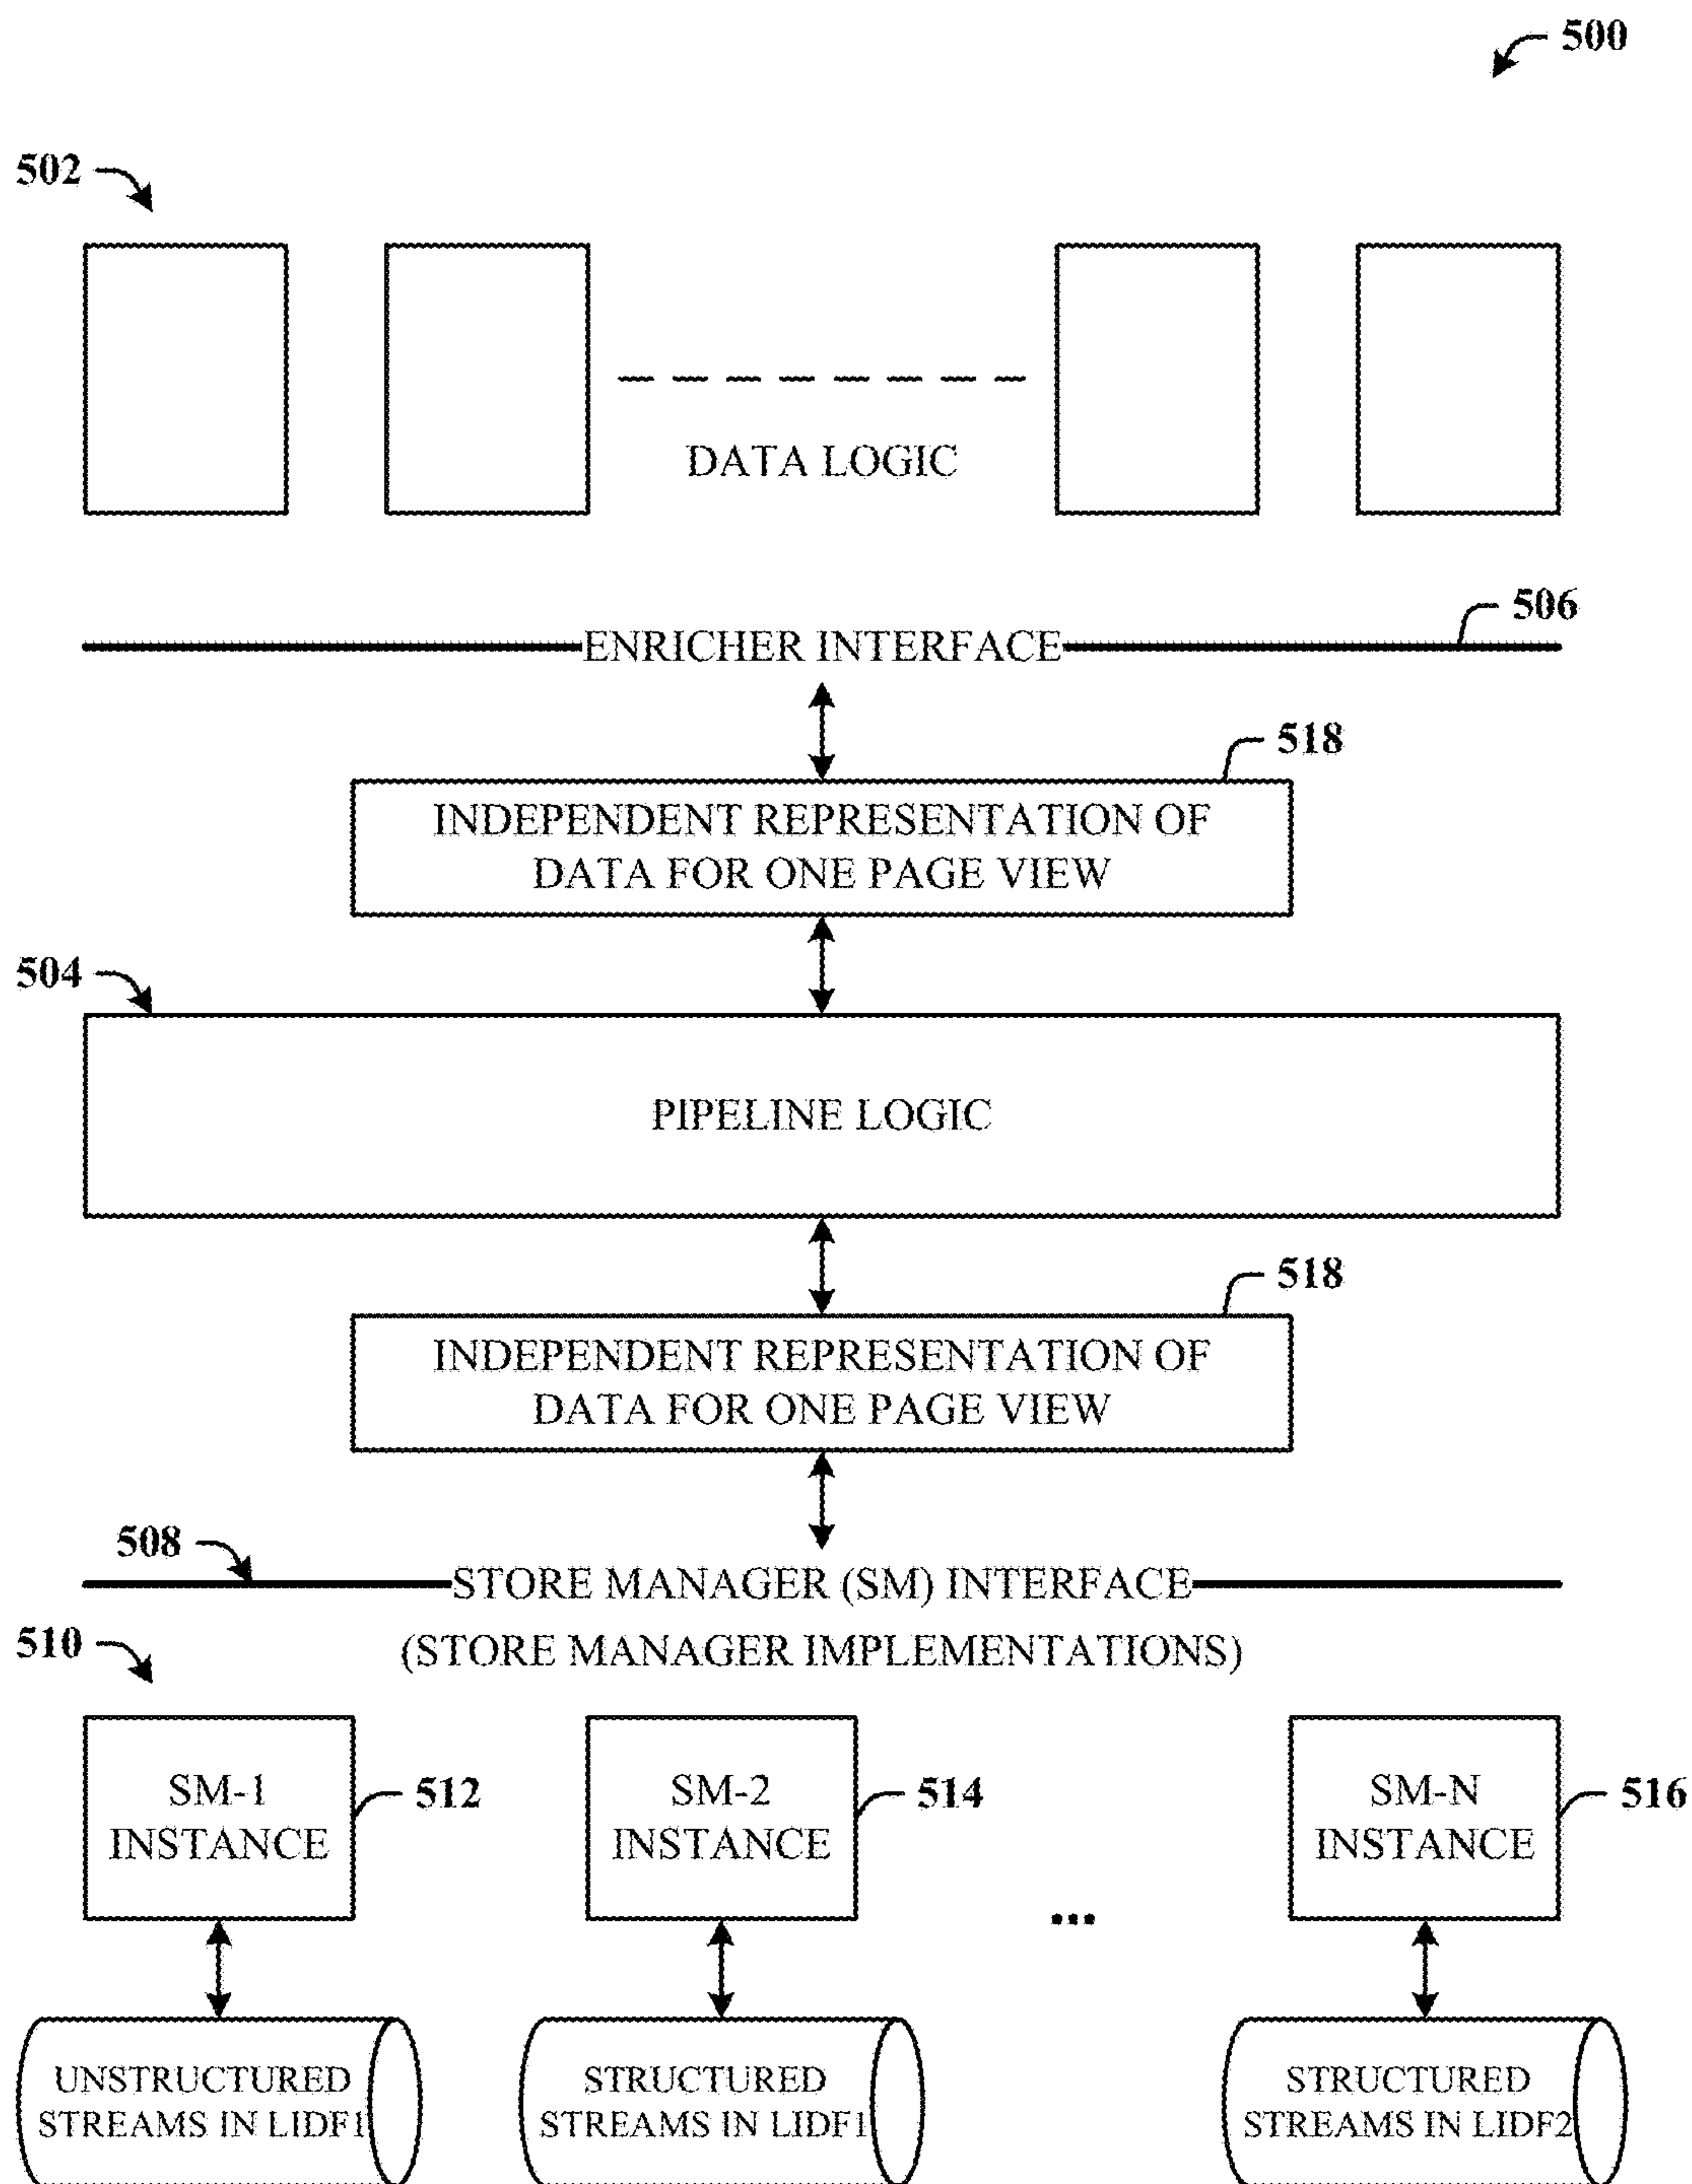 500
502
DATA LOGIC
506
ENRICHER INTERFACE
518
INDEPENDENT REPRESENTATION OF
DATA FOR ONE PAGE VIEW
504
PIPELINE LOGIC
518
INDEPENDENT REPRESENTATION OF
DATA FOR ONE PAGE VIEW
508
STORE MANAGER (SM) INTERFACE
510
(STORE MANAGER IMPLEMENTATIONS)
SM-1
INSTANCE
512
SM-2
INSTANCE
514
...
SM-N
INSTANCE
516
UNSTRUCTURED
STREAMS IN LIDF1
STRUCTURED
STREAMS IN LIDF1
STRUCTURED
STREAMS IN LIDF2